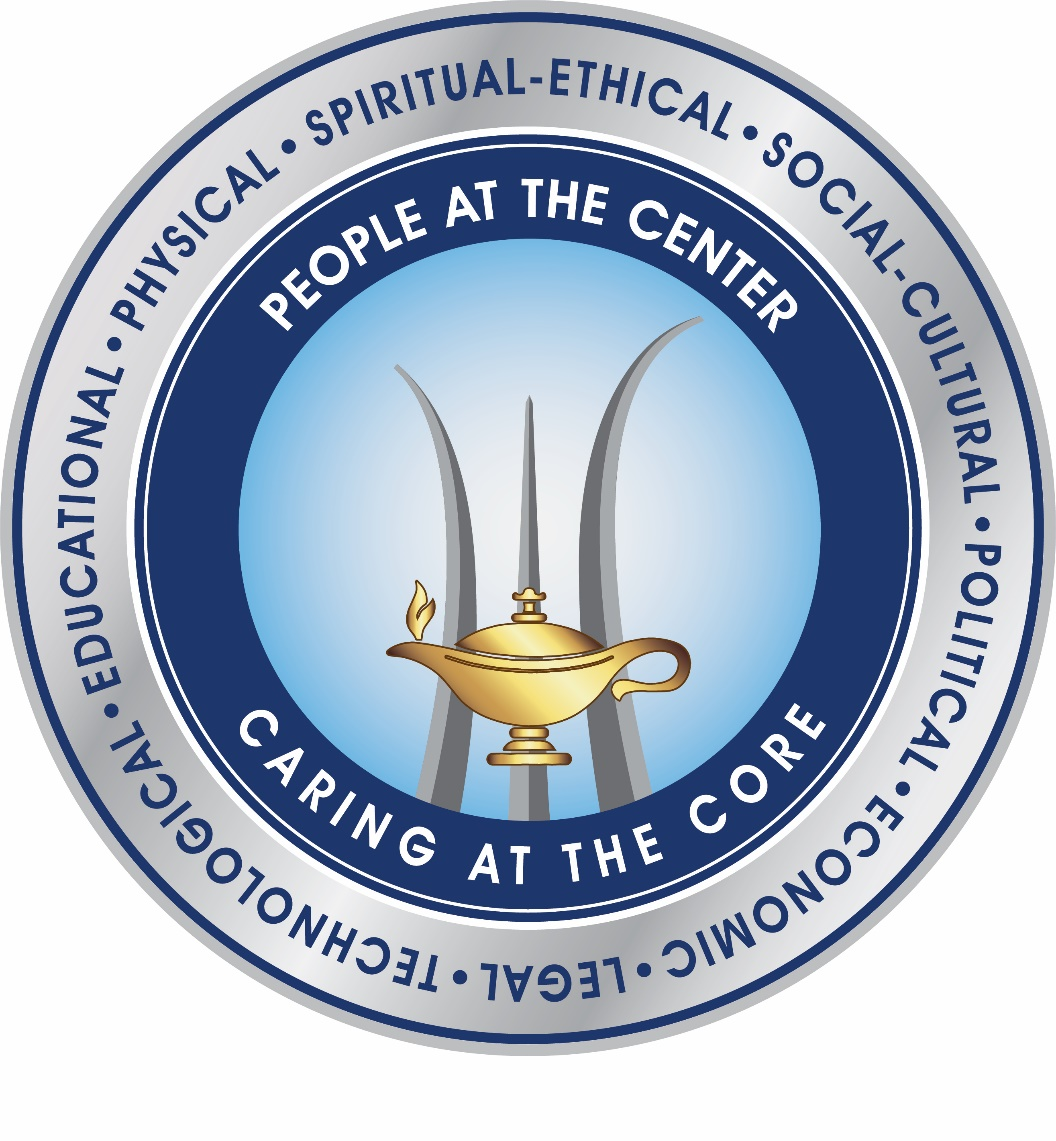 SPIRITUAL-ETHICAL • SOCIAL-CULTURAL • POLITICAL • ECONOMIC • LEGAL • TECHNOLOGICAL • EDUCATIONAL • PHYSICAL •
PEOPLE AT THE CENTER
CARING AT THE CORE